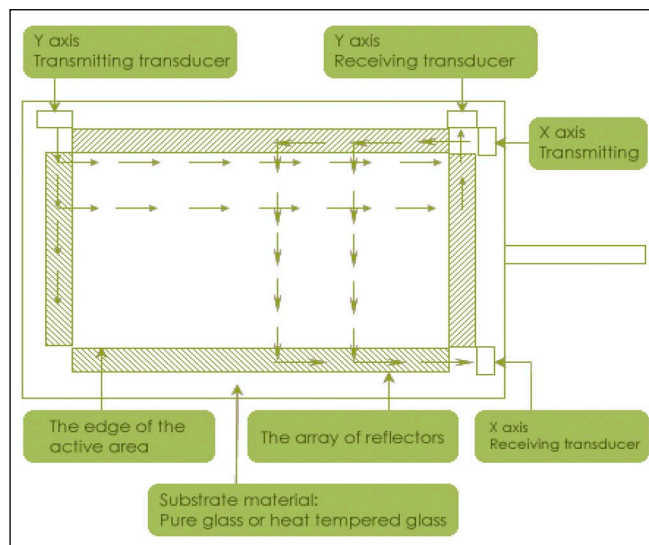 Y axis
Transmitting transducer
Y axis
Receiving transducer
X axis
Transmitting
The edge of the
active area
The array of reflectors
X axis
Receiving transducer
Substrate material:
Pure glass or heat tempered glass